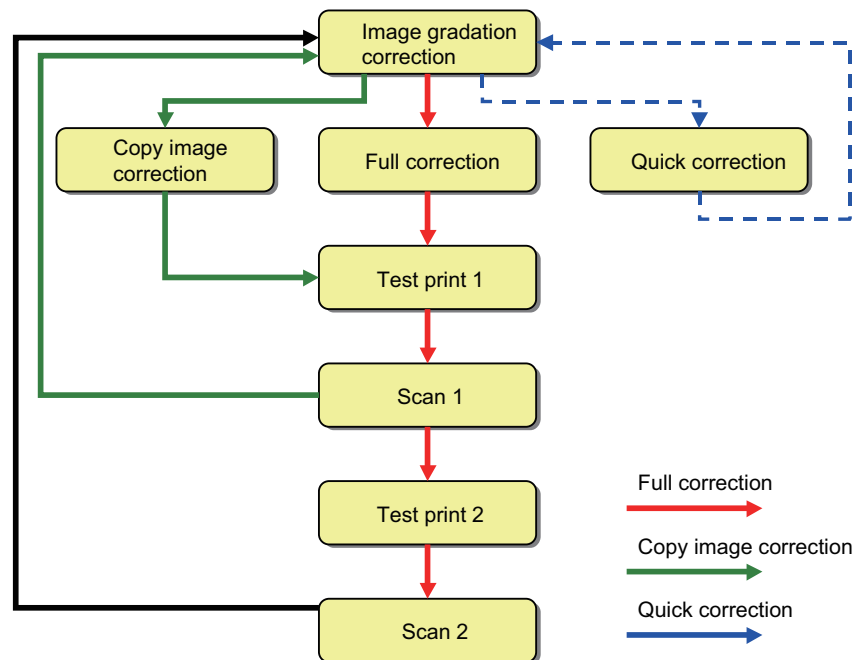 Image gradation
correction
Copy image
correction
Full correction
Quick correction
Test print 1
Scan 1
Test print 2
Scan 2
Full correction
Copy image correction
Quick correction